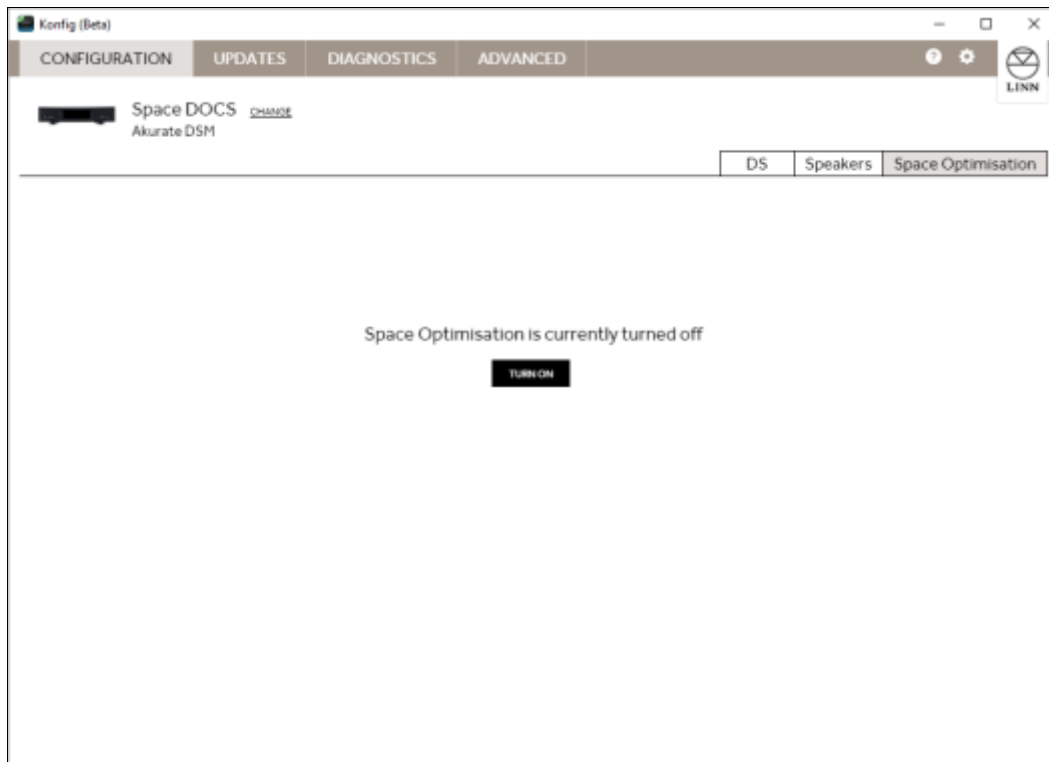 Konfig (Beta)
CONFIGURATION UPDATES DIAGNOSTICS ADVANCED
?
LINN
Space DOCS CHANGE
Akurate DSM
DS Speakers Space Optimisation
Space Optimisation is currently turned off
TURN ON